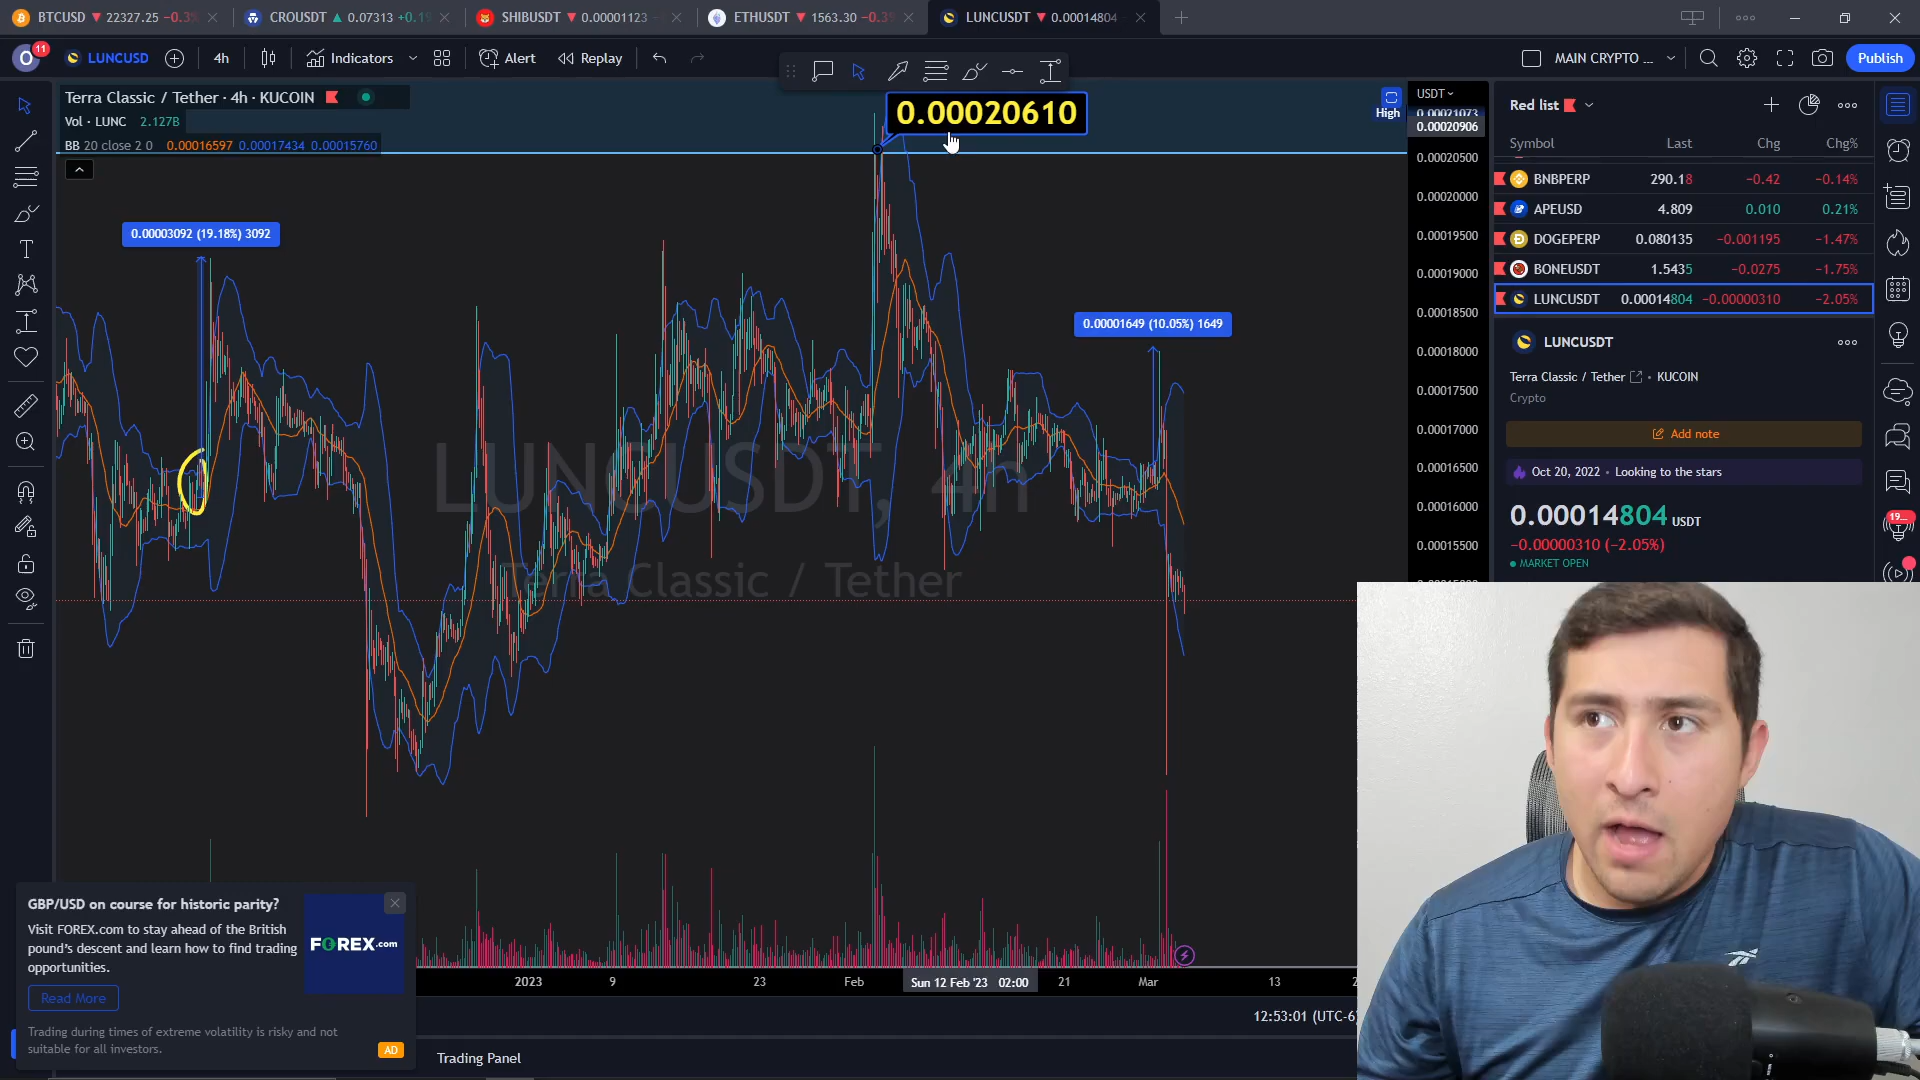 BTCUSD ▼ 22327.25 −0.3%
CROUSDT ▲ 0.07313 +0.19
SHIBUSDT ▼ 0.00001123
ETHUSDT ▼ 1563.30 −0.3%
LUNCUSDT ▼ 0.00014804
O 11
LUNCUSD
4h
Indicators
Alert
Replay
MAIN CRYPTO ...
Publish
Terra Classic / Tether · 4h · KUCOIN
Vol · LUNC 2.127B
BB 20 close 2 0 0.00016597 0.00017434 0.00015760
0.00020610
High
USDT
0.00021073
0.00020906
0.00020500
0.00020000
0.00019500
0.00019000
0.00018500
0.00018000
0.00017500
0.00017000
0.00016500
0.00016000
0.00015500
0.00003092 (19.18%) 3092
0.00001649 (10.05%) 1649
LUNCUSDT, 4h
Terra Classic / Tether
Red list
Symbol Last Chg Chg%
BNBPERP 290.18 −0.42 −0.14%
APEUSD 4.809 0.010 0.21%
DOGEPERP 0.080135 −0.001195 −1.47%
BONEUSDT 1.5435 −0.0275 −1.75%
LUNCUSDT 0.00014804 −0.00000310 −2.05%
LUNCUSDT
Terra Classic / Tether • KUCOIN
Crypto
Add note
Oct 20, 2022 • Looking to the stars
0.00014804 USDT
−0.00000310 (−2.05%)
MARKET OPEN
19...
GBP/USD on course for historic parity?
Visit FOREX.com to stay ahead of the British
pound's descent and learn how to find trading
opportunities.
FOREX.com
Read More
Trading during times of extreme volatility is risky and not
suitable for all investors.
AD
2023 9 23 Feb Sun 12 Feb '23 02:00 21 Mar 13
12:53:01 (UTC-6)
Trading Panel